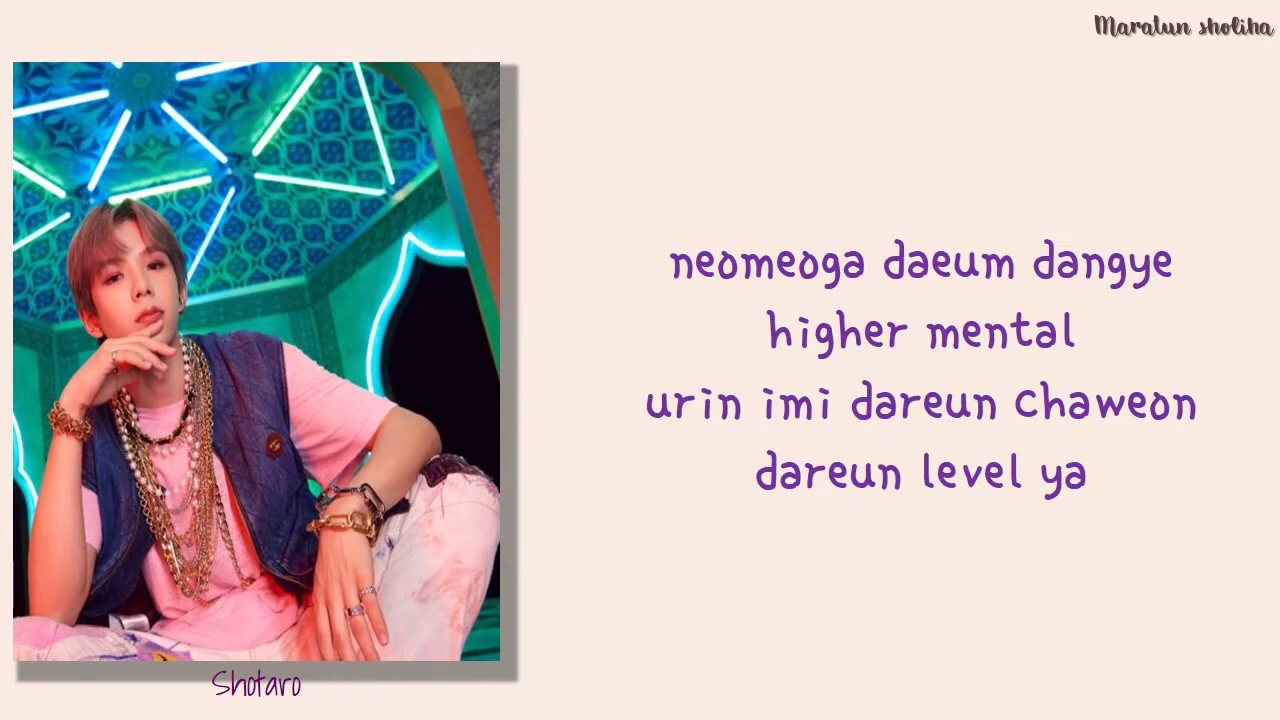 Maratun sholiha
neomeoga daeum dangye
higher mental
urin imi dareun chaweon
dareun level ya
Shotaro